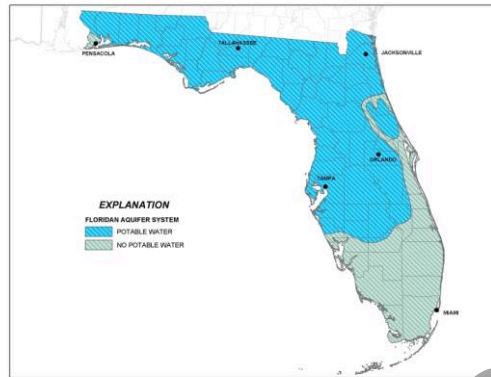 TALLAHASSEE
JACKSONVILLE
PENSACOLA
ORLANDO
TAMPA
EXPLANATION
FLORIDAN AQUIFER SYSTEM
POTABLE WATER
NO POTABLE WATER
MIAMI